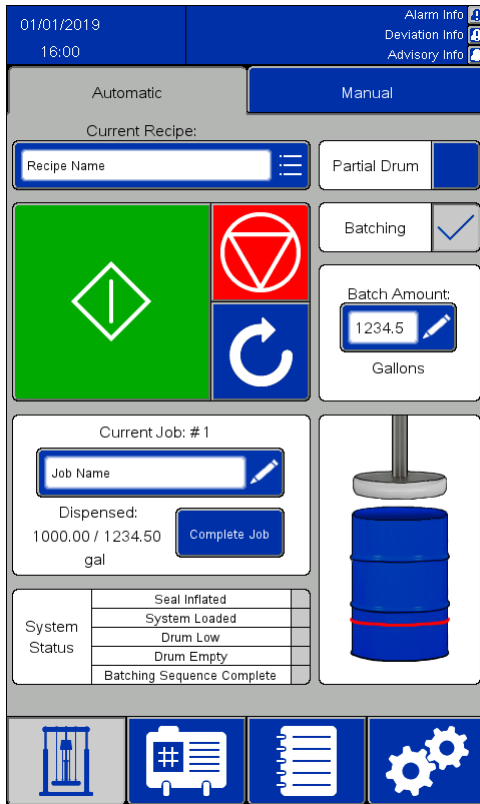 01/01/2019
16:00
Alarm Info
Deviation Info
Advisory Info
Automatic
Manual
Current Recipe:
Recipe Name
Partial Drum
Batching
Batch Amount:
1234.5
Gallons
Current Job: # 1
Job Name
Dispensed:
1000.00 / 1234.50
gal
Complete Job
System
Status
Seal Inflated
System Loaded
Drum Low
Drum Empty
Batching Sequence Complete
#